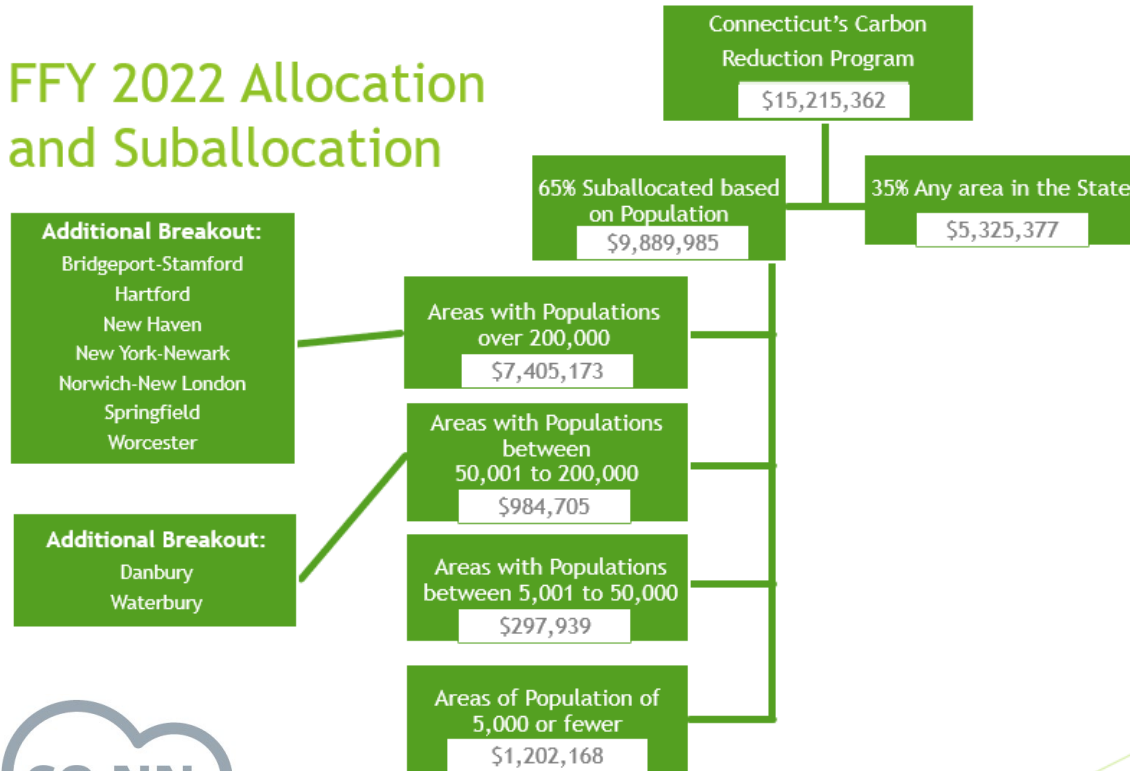 FFY 2022 Allocation
and Suballocation
Connecticut's Carbon
Reduction Program
$15,215,362
65% Suballocated based
on Population
$9,889,985
35% Any area in the State
$5,325,377
Additional Breakout:
Bridgeport-Stamford
Hartford
New Haven
New York-Newark
Norwich-New London
Springfield
Worcester
Areas with Populations
over 200,000
$7,405,173
Areas with Populations
between
50,001 to 200,000
$984,705
Additional Breakout:
Danbury
Waterbury
Areas with Populations
between 5,001 to 50,000
$297,939
Areas of Population of
5,000 or fewer
$1,202,168